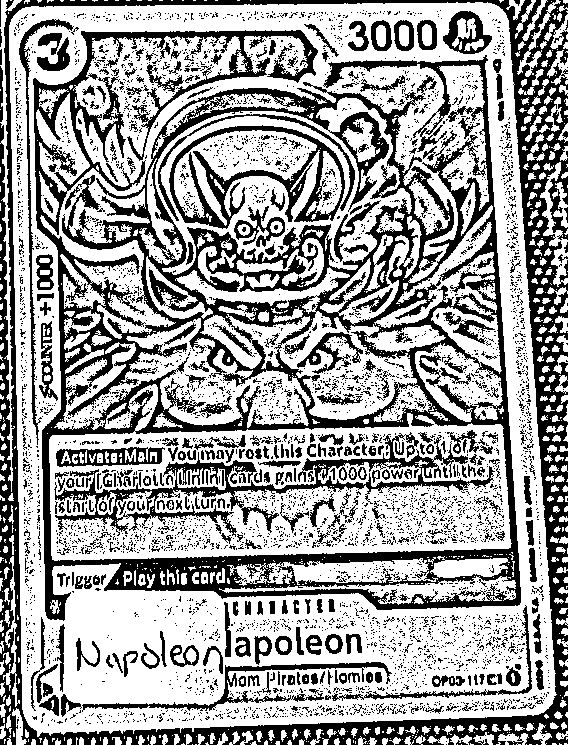 3
3000
COUNTER +1000
Activate:Main You may rest this Character: Up to 1 of
your [Charlotte Linlin] cards gains +1000 power until the
start of your next turn.
Trigger Play this card.
CHARACTER
Napoleon apoleon
Mom Pirates/Homies
OP03-117